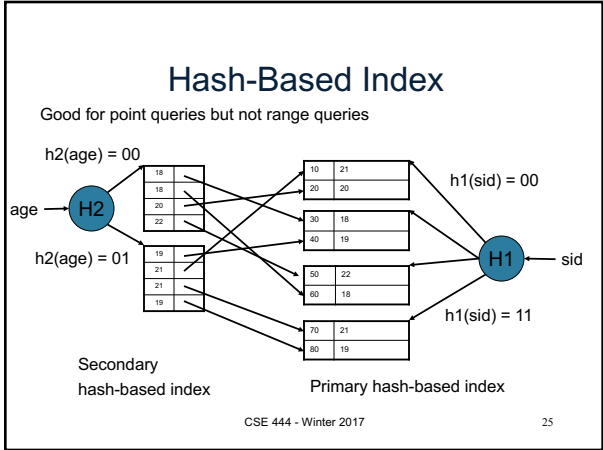 Hash-Based Index
Good for point queries but not range queries
h2(age) = 00
age
H2
h2(age) = 01
18
18
20
22
19
21
21
19
10 21
20 20
30 18
40 19
50 22
60 18
70 21
80 19
h1(sid) = 00
H1
sid
h1(sid) = 11
Secondary
hash-based index
Primary hash-based index
CSE 444 - Winter 2017
25